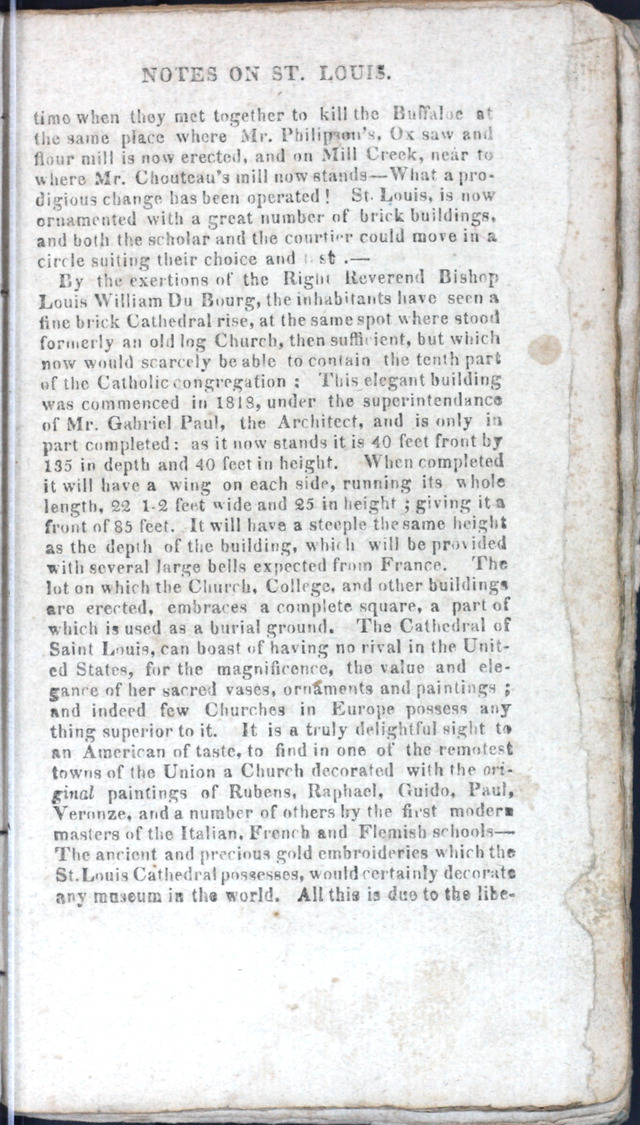 NOTES ON ST. LOUIS.
time when they met together to kill the Buffaloe at
the same place where Mr. Philipson's, Ox saw and
flour mill is now erected, and on Mill Creek, near to
where Mr. Chouteau's mill now stands—What a pro-
digious change has been operated! St. Louis, is now
ornamented with a great number of brick buildings,
and both the scholar and the courtier could move in a
circle suiting their choice and .—
By the exertions of the Right Reverend Bishop
Louis William Du Bourg, the inhabitants have seen a
fine brick Cathedral rise, at the same spot where stood
formerly an old log Church, then sufficient, but which
now would scarcely be able to contain the tenth part
of the Catholic congregation : This elegant building
was commenced in 1818, under the superintendance
of Mr. Gabriel Paul, the Architect, and is only in
part completed: as it now stands it is 40 feet front by
135 in depth and 40 feet in height. When completed
it will have a wing on each side, running its whole
length, 22 1-2 feet wide and 25 in height ; giving it a
front of 85 feet. It will have a steeple the same height
as the depth of the building, which will be provided
with several large bells expected from France. The
lot on which the Church, College, and other buildings
are erected, embraces a complete square, a part of
which is used as a burial ground. The Cathedral of
Saint Louis, can boast of having no rival in the Unit-
ed States, for the magnificence, the value and ele-
gance of her sacred vases, ornaments and paintings ;
and indeed few Churches in Europe possess any
thing superior to it. It is a truly delightful sight to
an American of taste, to find in one of the remotest
towns of the Union a Church decorated with the ori-
ginal paintings of Rubens, Raphael, Guido, Paul,
Veronze, and a number of others by the first modern
masters of the Italian, French and Flemish schools—
The ancient and precious gold embroideries which the
St. Louis Cathedral possesses, would certainly decorate
any museum in the world. All this is due to the libe-